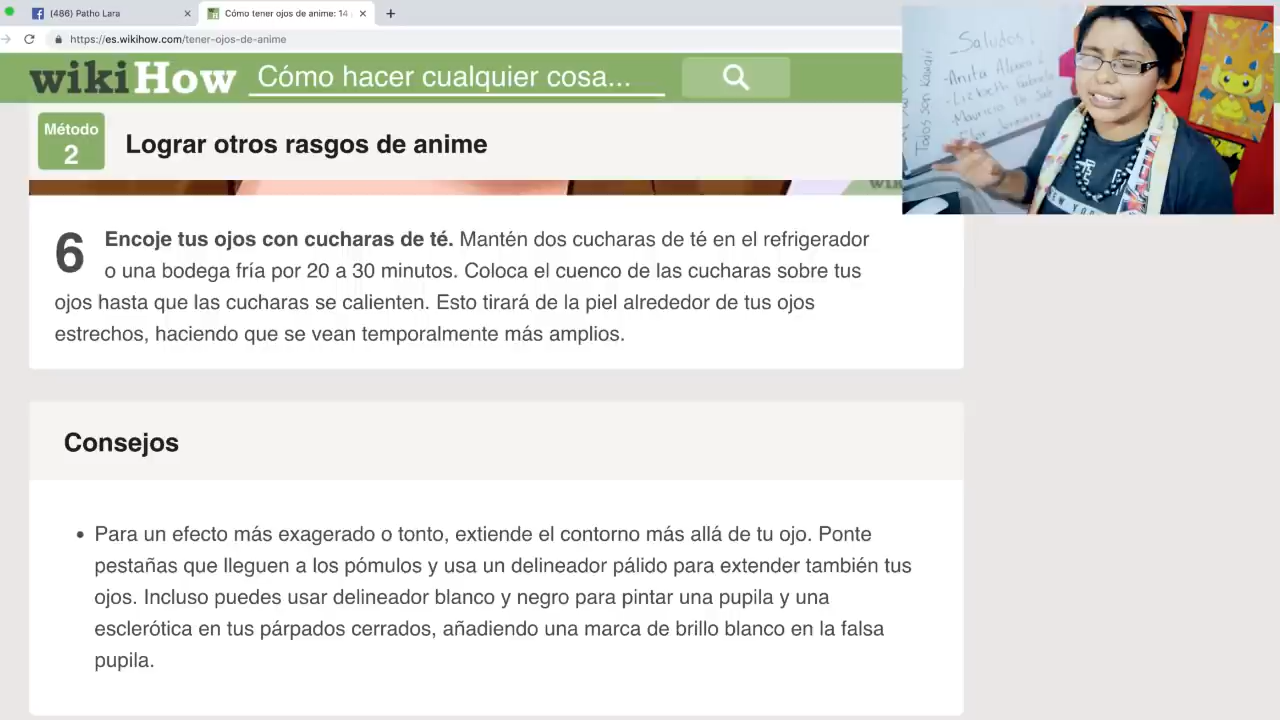 (486) Patho Lara
Cómo tener ojos de anime: 14
https://es.wikihow.com/tener-ojos-de-anime
wikiHow
Cómo hacer cualquier cosa...
Método
2
Lograr otros rasgos de anime
6
Encoje tus ojos con cucharas de té. Mantén dos cucharas de té en el refrigerador
o una bodega fría por 20 a 30 minutos. Coloca el cuenco de las cucharas sobre tus
ojos hasta que las cucharas se calienten. Esto tirará de la piel alrededor de tus ojos
estrechos, haciendo que se vean temporalmente más amplios.
Consejos
• Para un efecto más exagerado o tonto, extiende el contorno más allá de tu ojo. Ponte
pestañas que lleguen a los pómulos y usa un delineador pálido para extender también tus
ojos. Incluso puedes usar delineador blanco y negro para pintar una pupila y una
esclerótica en tus párpados cerrados, añadiendo una marca de brillo blanco en la falsa
pupila.
Saludos!
Todos son kawaii
NEW YOR